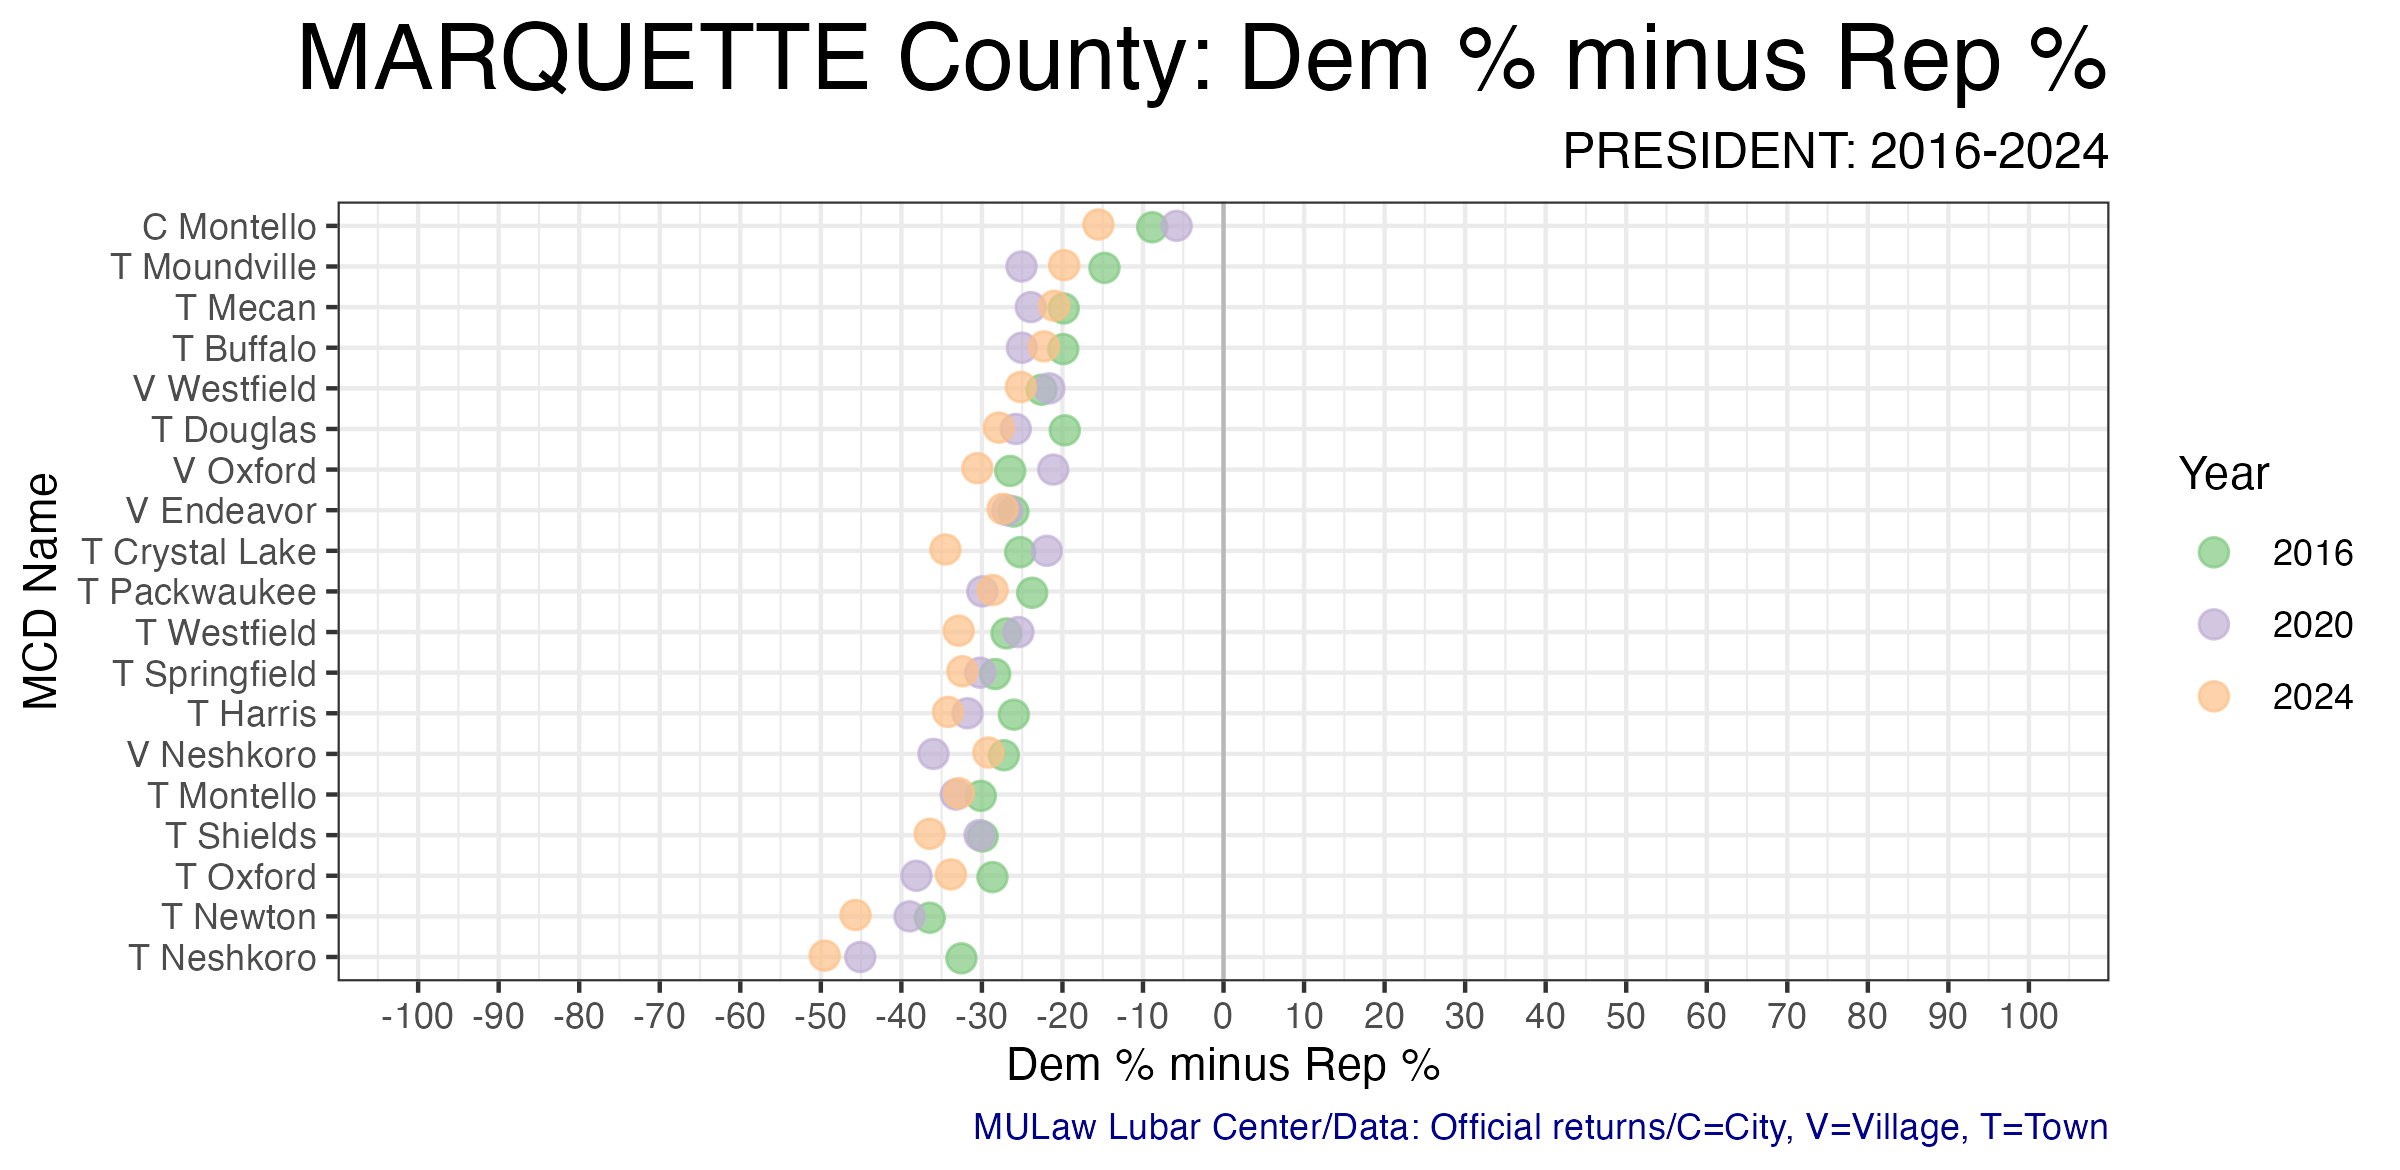 MARQUETTE County: Dem % minus Rep %
PRESIDENT: 2016-2024
C Montello
T Moundville
T Mecan
T Buffalo
V Westfield
T Douglas
V Oxford
V Endeavor
T Crystal Lake
T Packwaukee
T Westfield
T Springfield
T Harris
V Neshkoro
T Montello
T Shields
T Oxford
T Newton
T Neshkoro
MCD Name
-100 -90 -80 -70 -60 -50 -40 -30 -20 -10 0 10 20 30 40 50 60 70 80 90 100
Dem % minus Rep %
Year
2016
2020
2024
MULaw Lubar Center/Data: Official returns/C=City, V=Village, T=Town